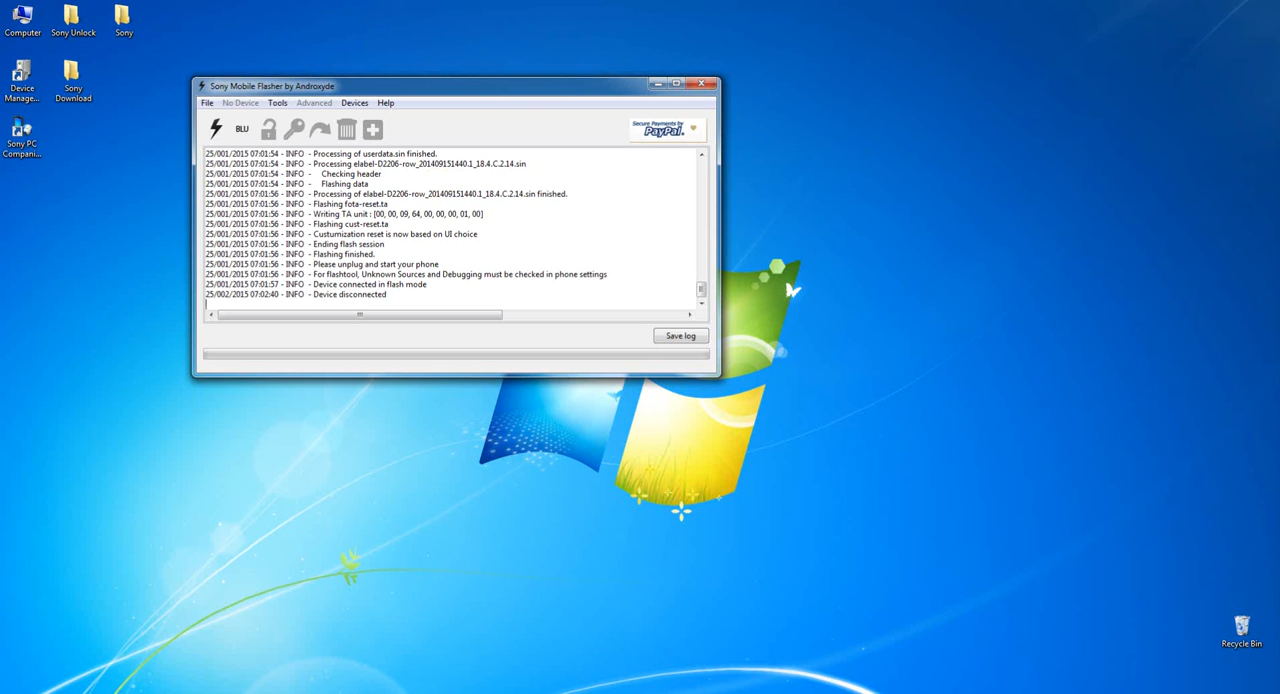 Computer
Sony Unlock
Sony
Device
Manage...
Sony
Download
Sony PC
Compani...
Sony Mobile Flasher by Androxyde
File No Device Tools Advanced Devices Help
BLU
Secure Payments by
PayPal
25/001/2015 07:01:54 - INFO - Processing of userdata.sin finished.
25/001/2015 07:01:54 - INFO - Processing elabel-D2206-row_201409151440.1_18.4.C.2.14.sin
25/001/2015 07:01:54 - INFO - Checking header
25/001/2015 07:01:54 - INFO - Flashing data
25/001/2015 07:01:56 - INFO - Processing of elabel-D2206-row_201409151440.1_18.4.C.2.14.sin finished.
25/001/2015 07:01:56 - INFO - Flashing fota-reset.ta
25/001/2015 07:01:56 - INFO - Writing TA unit : [00, 00, 09, 64, 00, 00, 00, 01, 00]
25/001/2015 07:01:56 - INFO - Flashing cust-reset.ta
25/001/2015 07:01:56 - INFO - Custumization reset is now based on UI choice
25/001/2015 07:01:56 - INFO - Ending flash session
25/001/2015 07:01:56 - INFO - Flashing finished.
25/001/2015 07:01:56 - INFO - Please unplug and start your phone
25/001/2015 07:01:56 - INFO - For flashtool, Unknown Sources and Debugging must be checked in phone settings
25/001/2015 07:01:57 - INFO - Device connected in flash mode
25/002/2015 07:02:40 - INFO - Device disconnected
Save log
Recycle Bin